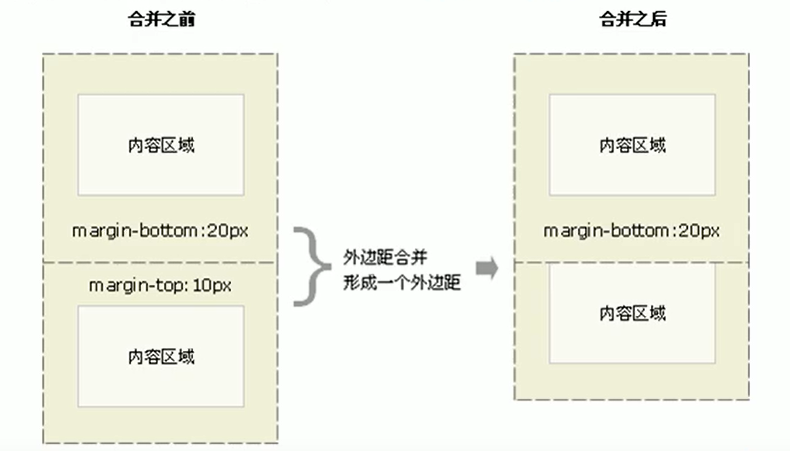 合并之前
合并之后
内容区域
内容区域
margin-bottom:20px
margin-bottom:20px
外边距合并
形成一个外边距
margin-top:10px
内容区域
内容区域